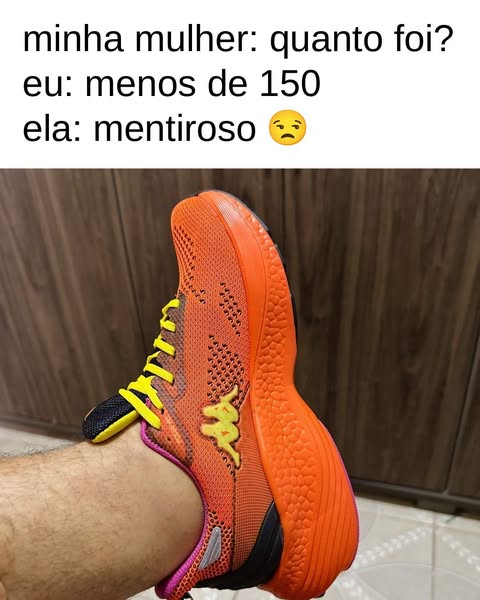 minha mulher: quanto foi?
eu: menos de 150
ela: mentiroso 😒